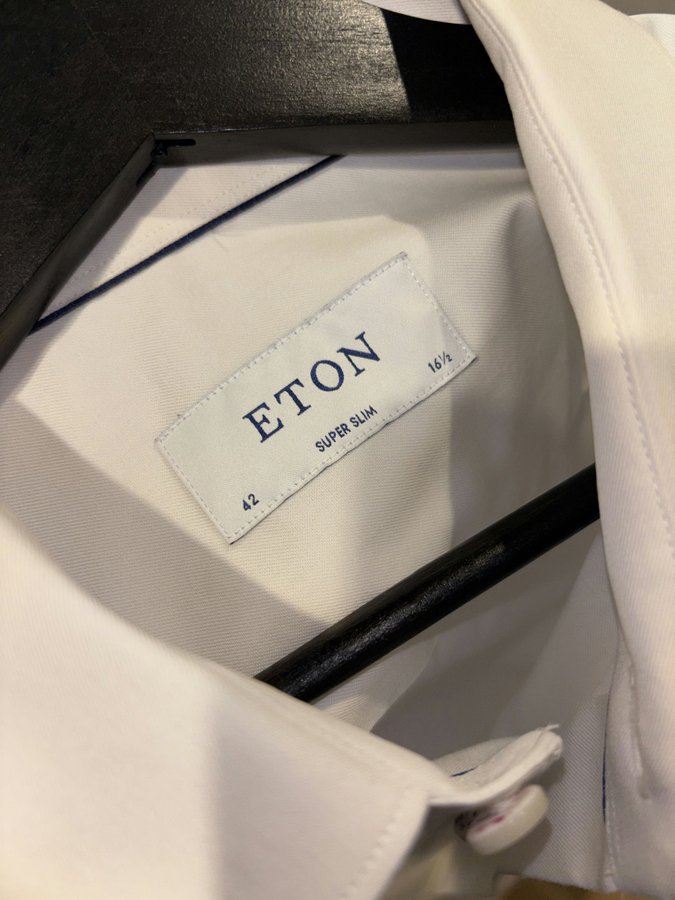 ETON
SUPER SLIM
42 16½